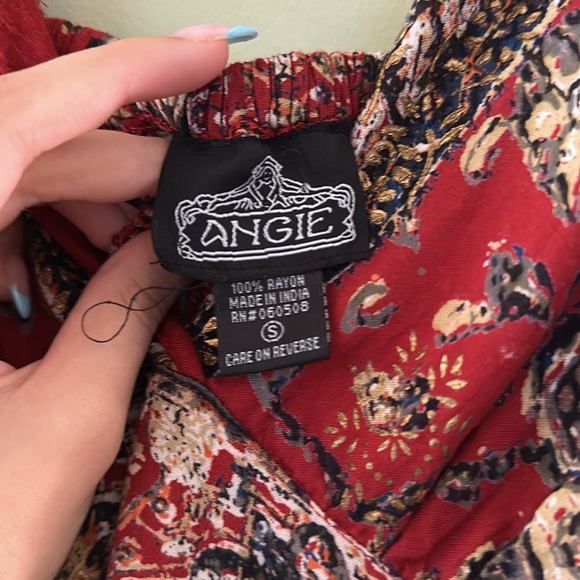 ANGIE
100% RAYON
MADE IN INDIA
RN#060508
S
CARE ON REVERSE